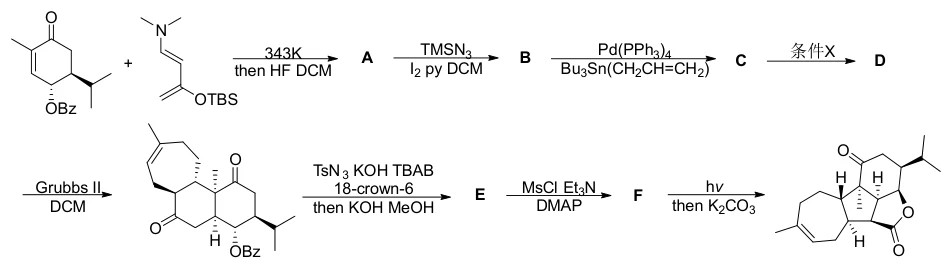 O
OBz
+
N
OTBS
343K
then HF DCM
A
TMSN3
I2 py DCM
B
Pd(PPh3)4
Bu3Sn(CH2CH=CH2)
C
条件X
D
Grubbs II
DCM
O
O
H
OBz
TsN3 KOH TBAB
18-crown-6
then KOH MeOH
E
MsCl Et3N
DMAP
F
hν
then K2CO3
O
H
H
O
H
O